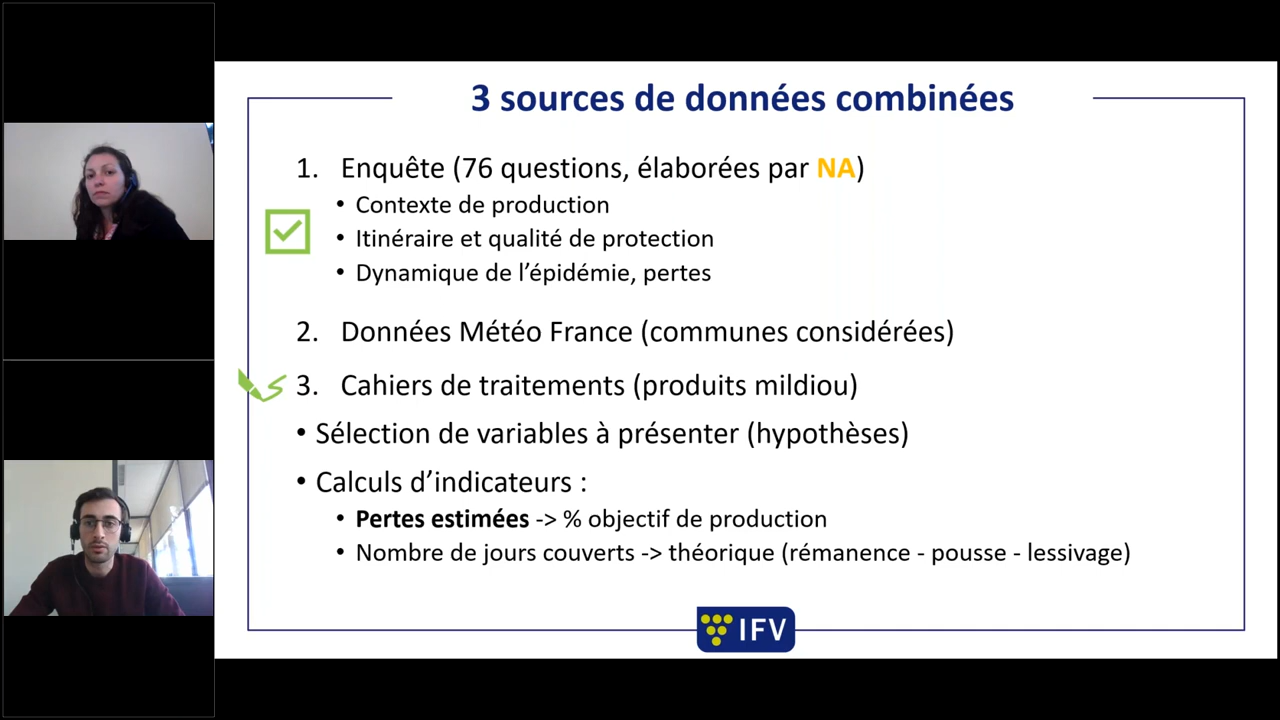 3 sources de données combinées
1. Enquête (76 questions, élaborées par NA)
• Contexte de production
• Itinéraire et qualité de protection
• Dynamique de l’épidémie, pertes
2. Données Météo France (communes considérées)
3. Cahiers de traitements (produits mildiou)
• Sélection de variables à présenter (hypothèses)
• Calculs d’indicateurs :
• Pertes estimées -> % objectif de production
• Nombre de jours couverts -> théorique (rémanence - pousse - lessivage)
IFV